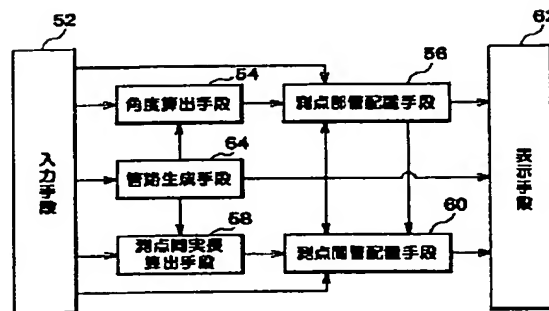 52
54
56
62
角度算出手段
測点部管配置手段
64
入力手段
管路生成手段
表示手段
58
60
測点間実長
算出手段
測点間管配置手段